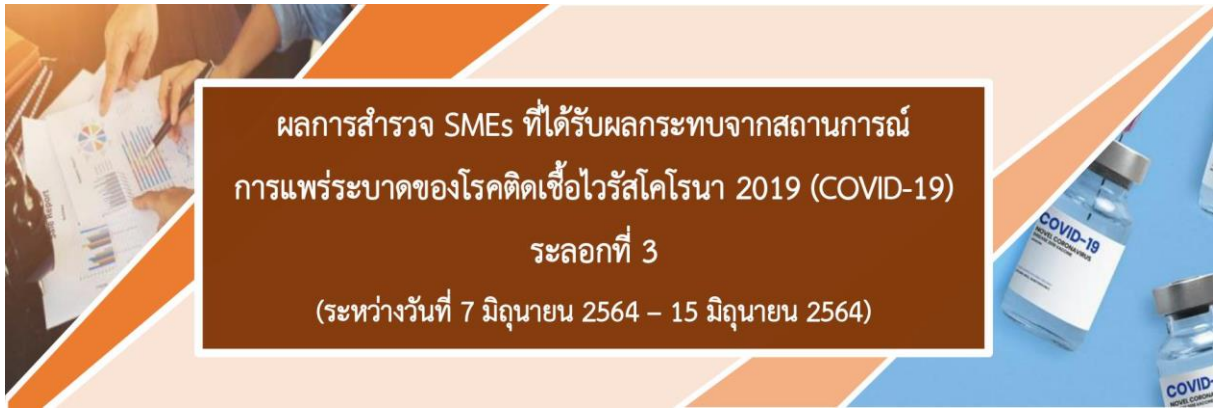 ผลการสำรวจ SMEs ที่ได้รับผลกระทบจากสถานการณ์
การแพร่ระบาดของโรคติดเชื้อไวรัสโคโรนา 2019 (COVID-19)
ระลอกที่ 3
(ระหว่างวันที่ 7 มิถุนายน 2564 – 15 มิถุนายน 2564)
COVID-19
NOVEL CORONAVIRUS
COVID-